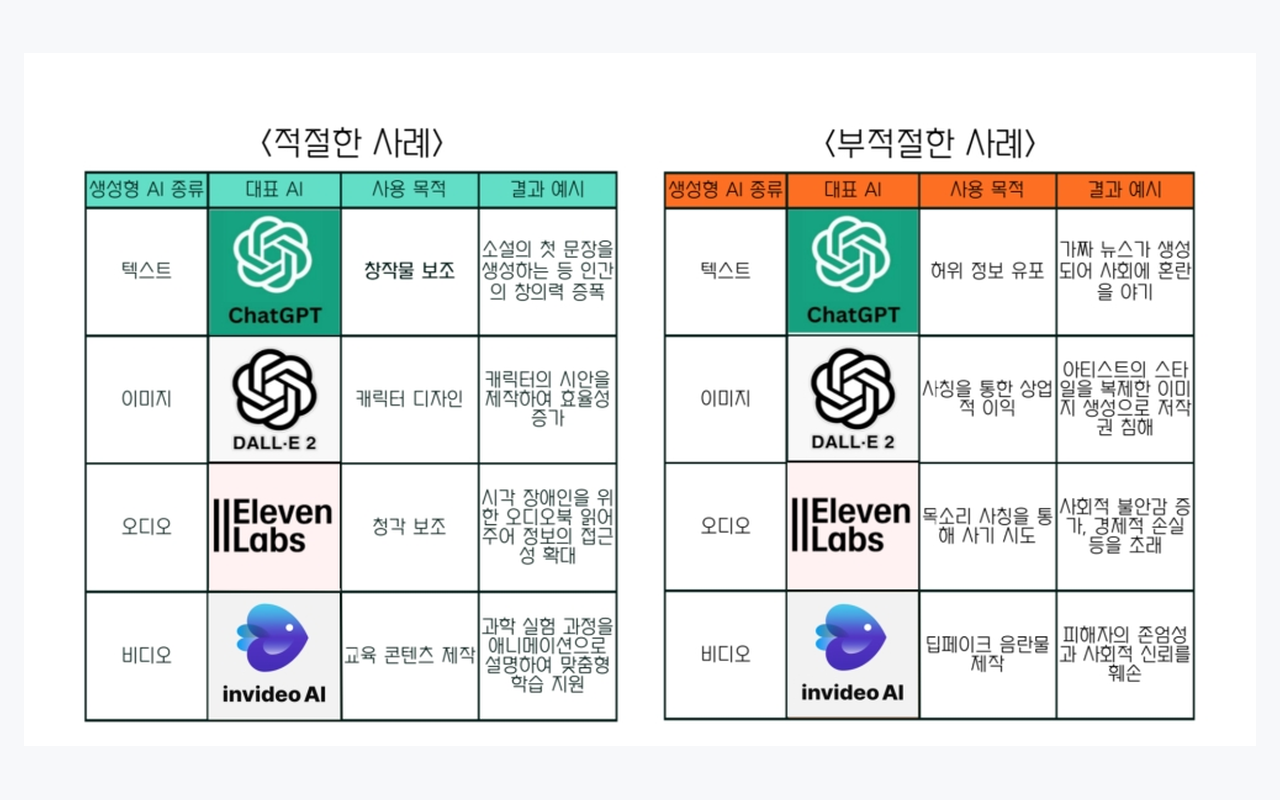 <적절한 사례>
생성형 AI 종류
대표 AI
사용 목적
결과 예시
텍스트
ChatGPT
창작물 보조
소설의 첫 문장을
생성하는 등 인간
의 창의력 증폭
이미지
DALL·E 2
캐릭터 디자인
캐릭터의 시안을
제작하여 효율성
증가
오디오
||Eleven
Labs
청각 보조
시각 장애인을 위
한 오디오북 읽어
주어 정보의 접근
성 확대
비디오
invideo AI
교육 콘텐츠 제작
과학 실험 과정을
애니메이션으로
설명하여 맞춤형
학습 지원
<부적절한 사례>
생성형 AI 종류
대표 AI
사용 목적
결과 예시
텍스트
ChatGPT
허위 정보 유포
가짜 뉴스가 생성
되어 사회에 혼란
을 야기
이미지
DALL·E 2
사칭을 통한 상업
적 이익
아티스트의 스타
일을 복제한 이미
지 생성으로 저작
권 침해
오디오
||Eleven
Labs
목소리 사칭을 통
해 사기 시도
사회적 불안감 증
가, 경제적 손실
등을 초래
비디오
invideo AI
딥페이크 음란물
제작
피해자의 존엄성
과 사회적 신뢰를
훼손